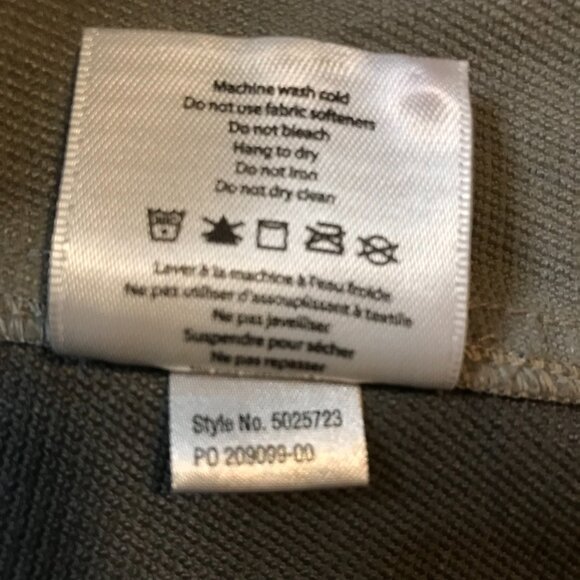 Machine wash cold
Do not use fabric softeners
Do not bleach
Hang to dry
Do not Iron
Do not dry clean
Laver à la machine à l'eau froide
Ne pas utiliser d'assouplissant à textile
Ne pas javelliser
Suspendre pour sécher
Ne pas repasser
Style No. 5025723
PO 209099-00